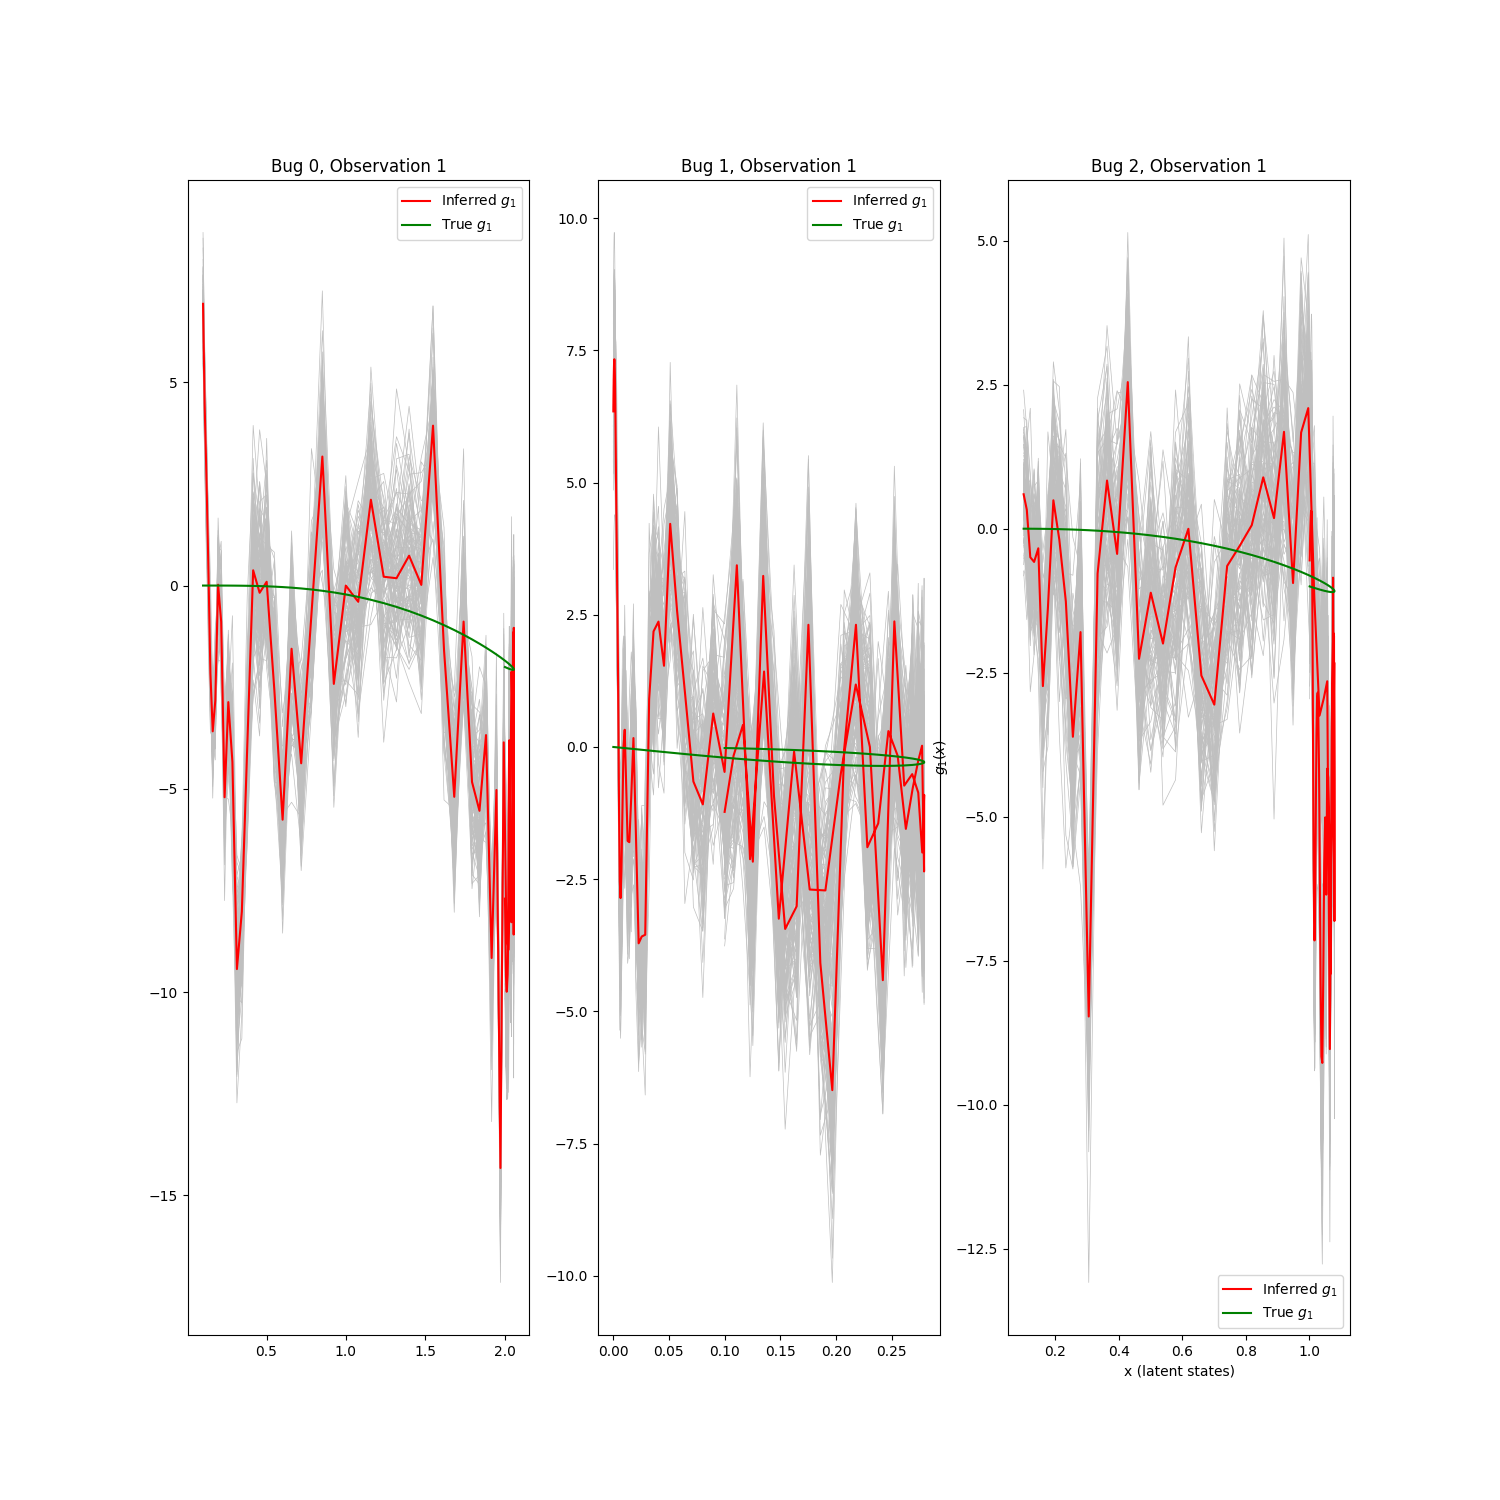 Bug 0, Observation 1
Inferred g₁
True g₁
5
0
−5
−10
−15
0.5 1.0 1.5 2.0
Bug 1, Observation 1
Inferred g₁
True g₁
10.0
7.5
5.0
2.5
0.0
−2.5
−5.0
−7.5
−10.0
0.00 0.05 0.10 0.15 0.20 0.25
Bug 2, Observation 1
g₁(x)
5.0
2.5
0.0
−2.5
−5.0
−7.5
−10.0
−12.5
Inferred g₁
True g₁
0.2 0.4 0.6 0.8 1.0
x (latent states)